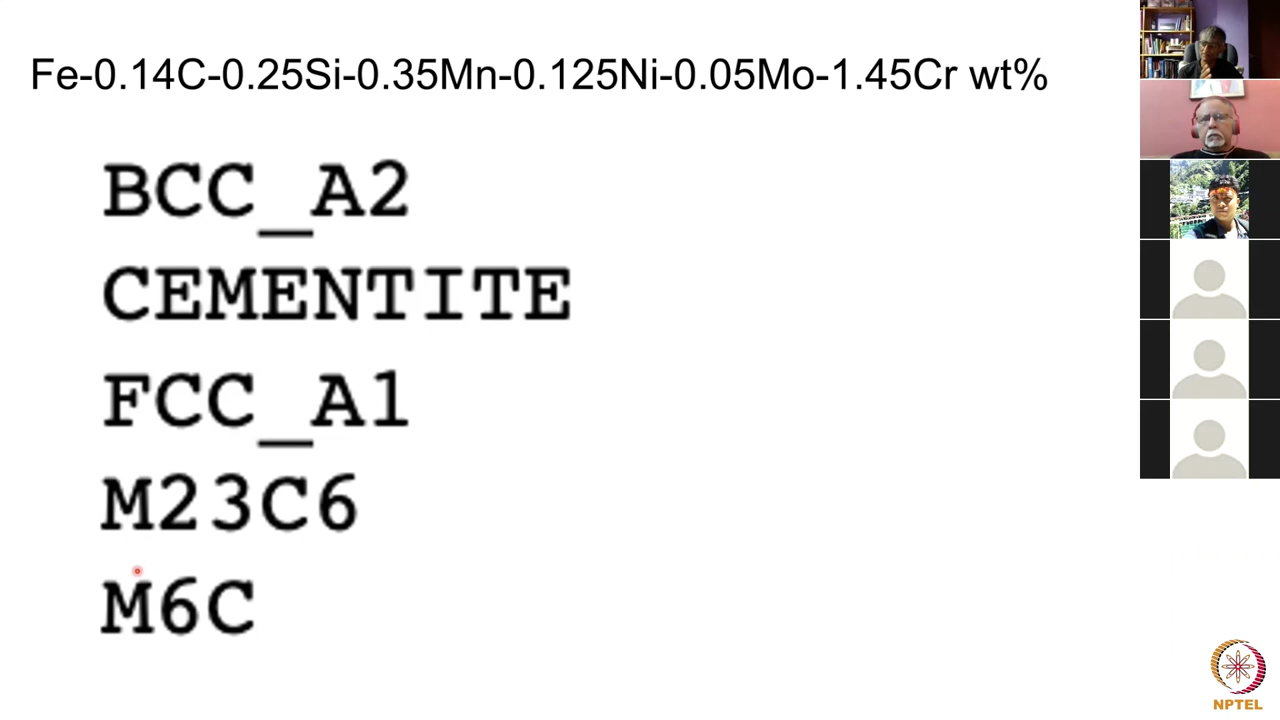 Fe-0.14C-0.25Si-0.35Mn-0.125Ni-0.05Mo-1.45Cr wt%
BCC_A2
CEMENTITE
FCC_A1
M23C6
M6C
NPTEL